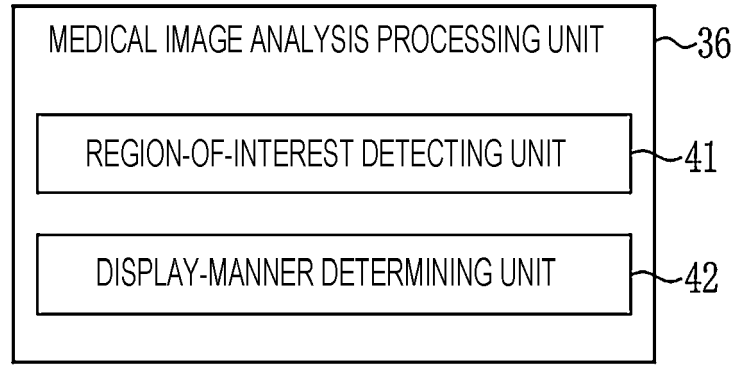 MEDICAL IMAGE ANALYSIS PROCESSING UNIT 36
REGION-OF-INTEREST DETECTING UNIT 41
DISPLAY-MANNER DETERMINING UNIT 42